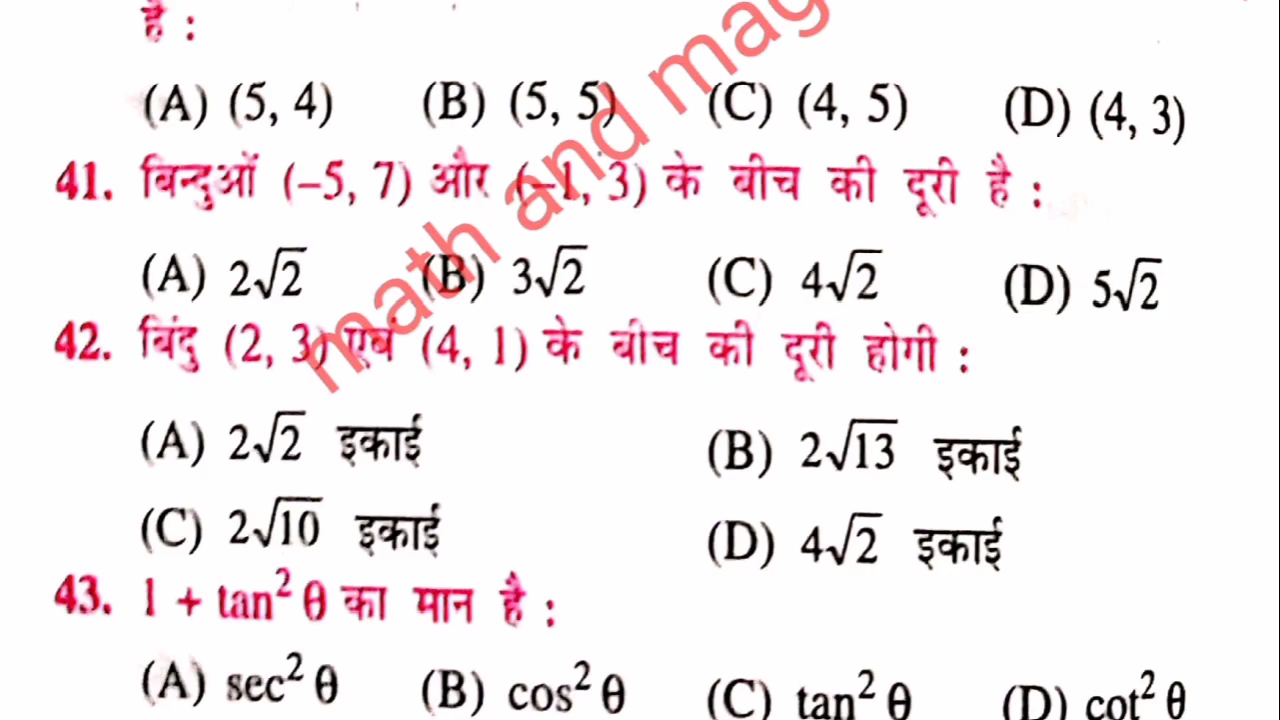 है :
(A) (5, 4) (B) (5, 5) (C) (4, 5) (D) (4, 3)
41. बिन्दुओं (–5, 7) और (–1, 3) के बीच की दूरी है :
(A) 2√2 (B) 3√2 (C) 4√2 (D) 5√2
42. बिंदु (2, 3) एवं (4, 1) के बीच की दूरी होगी :
(A) 2√2 इकाई (B) 2√13 इकाई
(C) 2√10 इकाई (D) 4√2 इकाई
43. 1 + tan² θ का मान है :
(A) sec² θ (B) cos² θ (C) tan² θ (D) cot² θ
math and mag